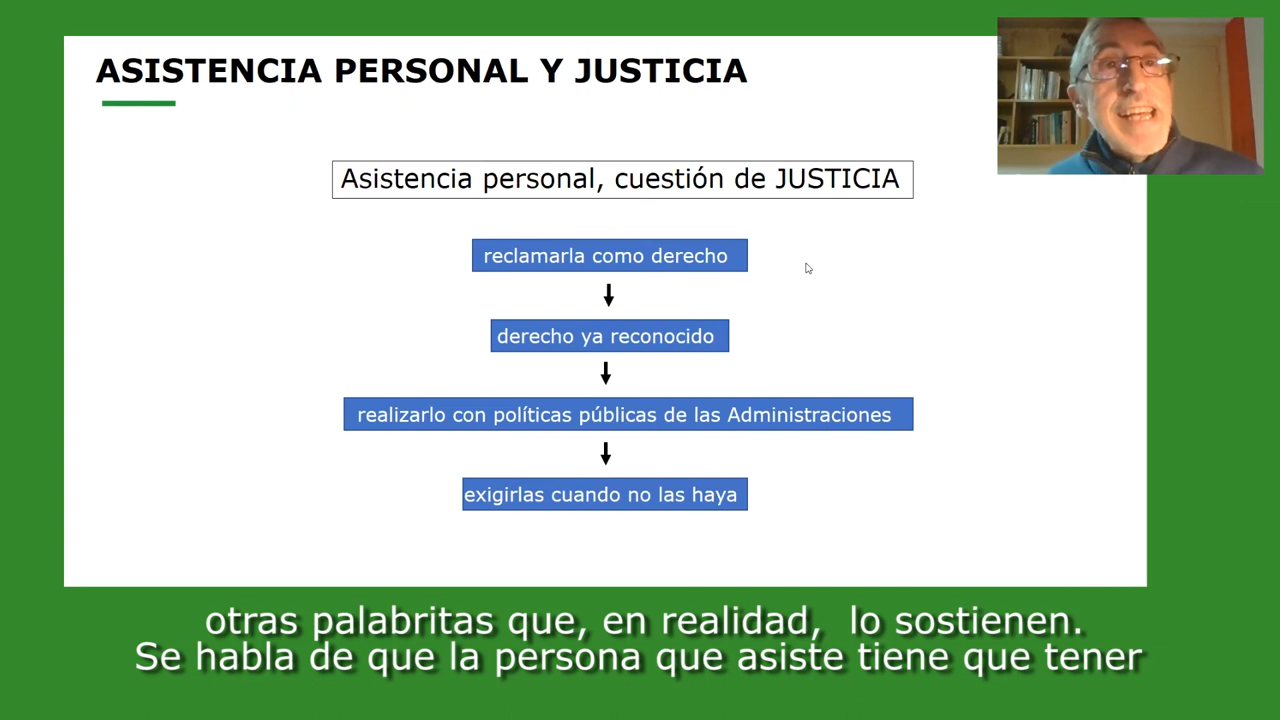 ASISTENCIA PERSONAL Y JUSTICIA
Asistencia personal, cuestión de JUSTICIA
reclamarla como derecho
derecho ya reconocido
realizarlo con políticas públicas de las Administraciones
exigirlas cuando no las haya
otras palabritas que, en realidad, lo sostienen.
Se habla de que la persona que asiste tiene que tener